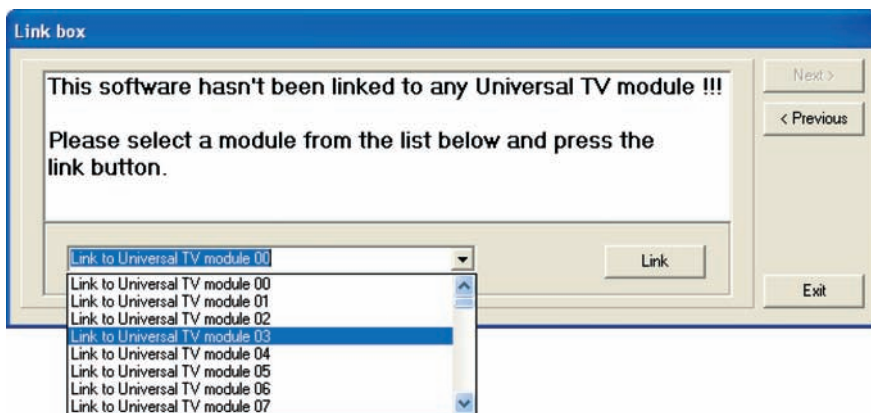 Link box
This software hasn't been linked to any Universal TV module !!!
Please select a module from the list below and press the
link button.
Next >
< Previous
Link to Universal TV module 00
Link
Exit
Link to Universal TV module 00
Link to Universal TV module 01
Link to Universal TV module 02
Link to Universal TV module 03
Link to Universal TV module 04
Link to Universal TV module 05
Link to Universal TV module 06
Link to Universal TV module 07